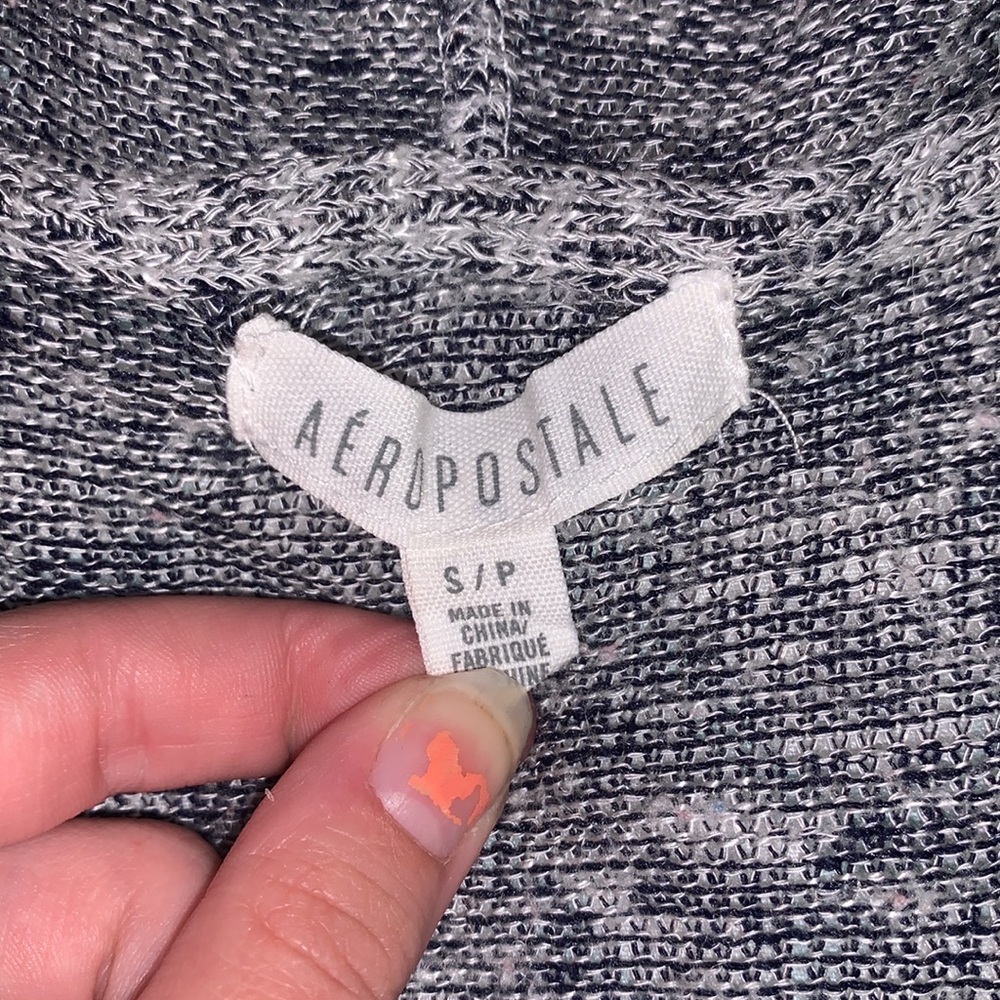 AÉROPOSTALE
S/P
MADE IN
CHINA/
FABRIQUÉ